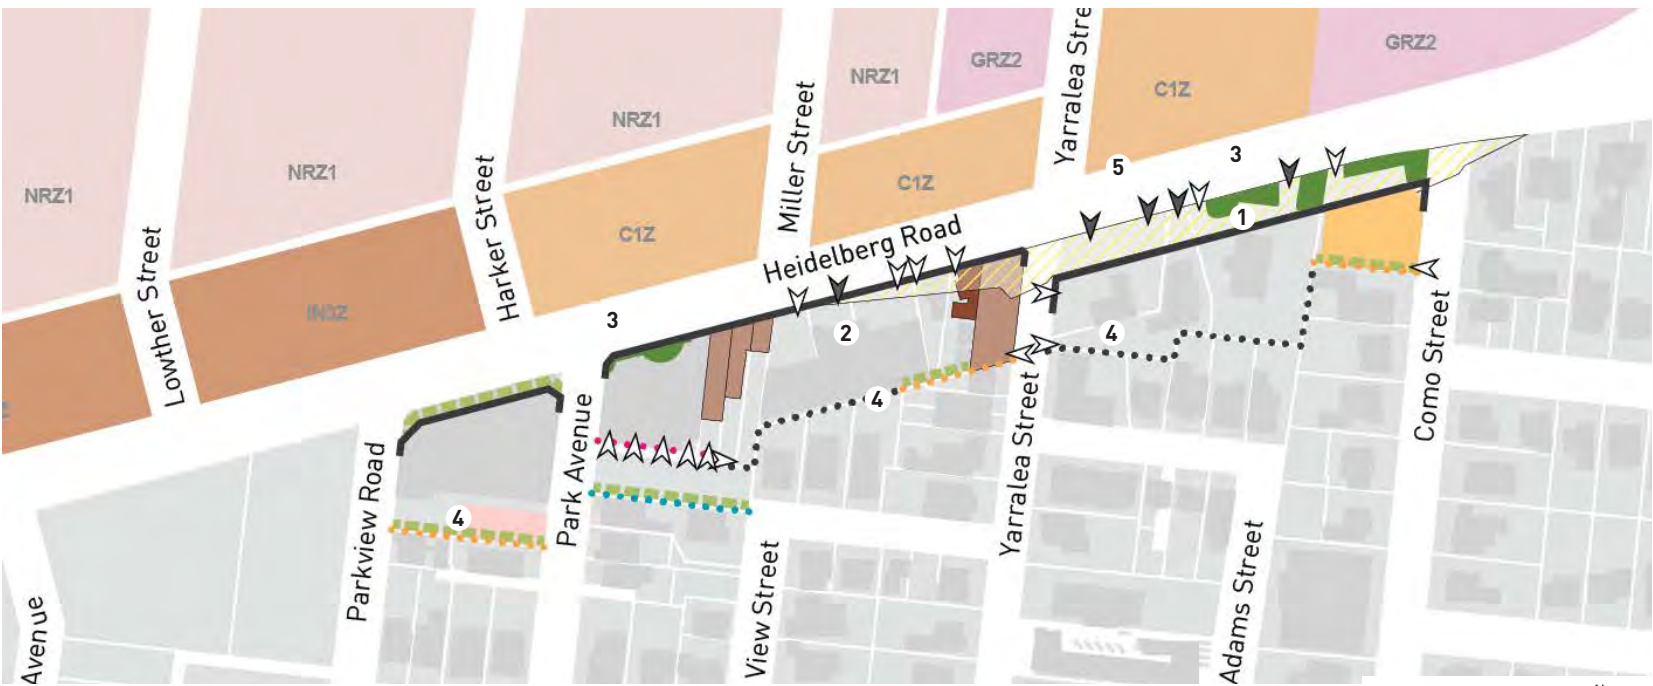 GRZ2
GRZ2
NRZ1
C1Z
Yarralea Stre
NRZ1
Miller Street
NRZ1
NRZ1
C1Z
3
5
Harker Street
1
C1Z
Heidelberg Road
Lowther Street
IN3Z
3
2
4
Como Street
Z
4
Yarralea Street
Park Avenue
Parkview Road
4
View Street
Adams Street
Avenue